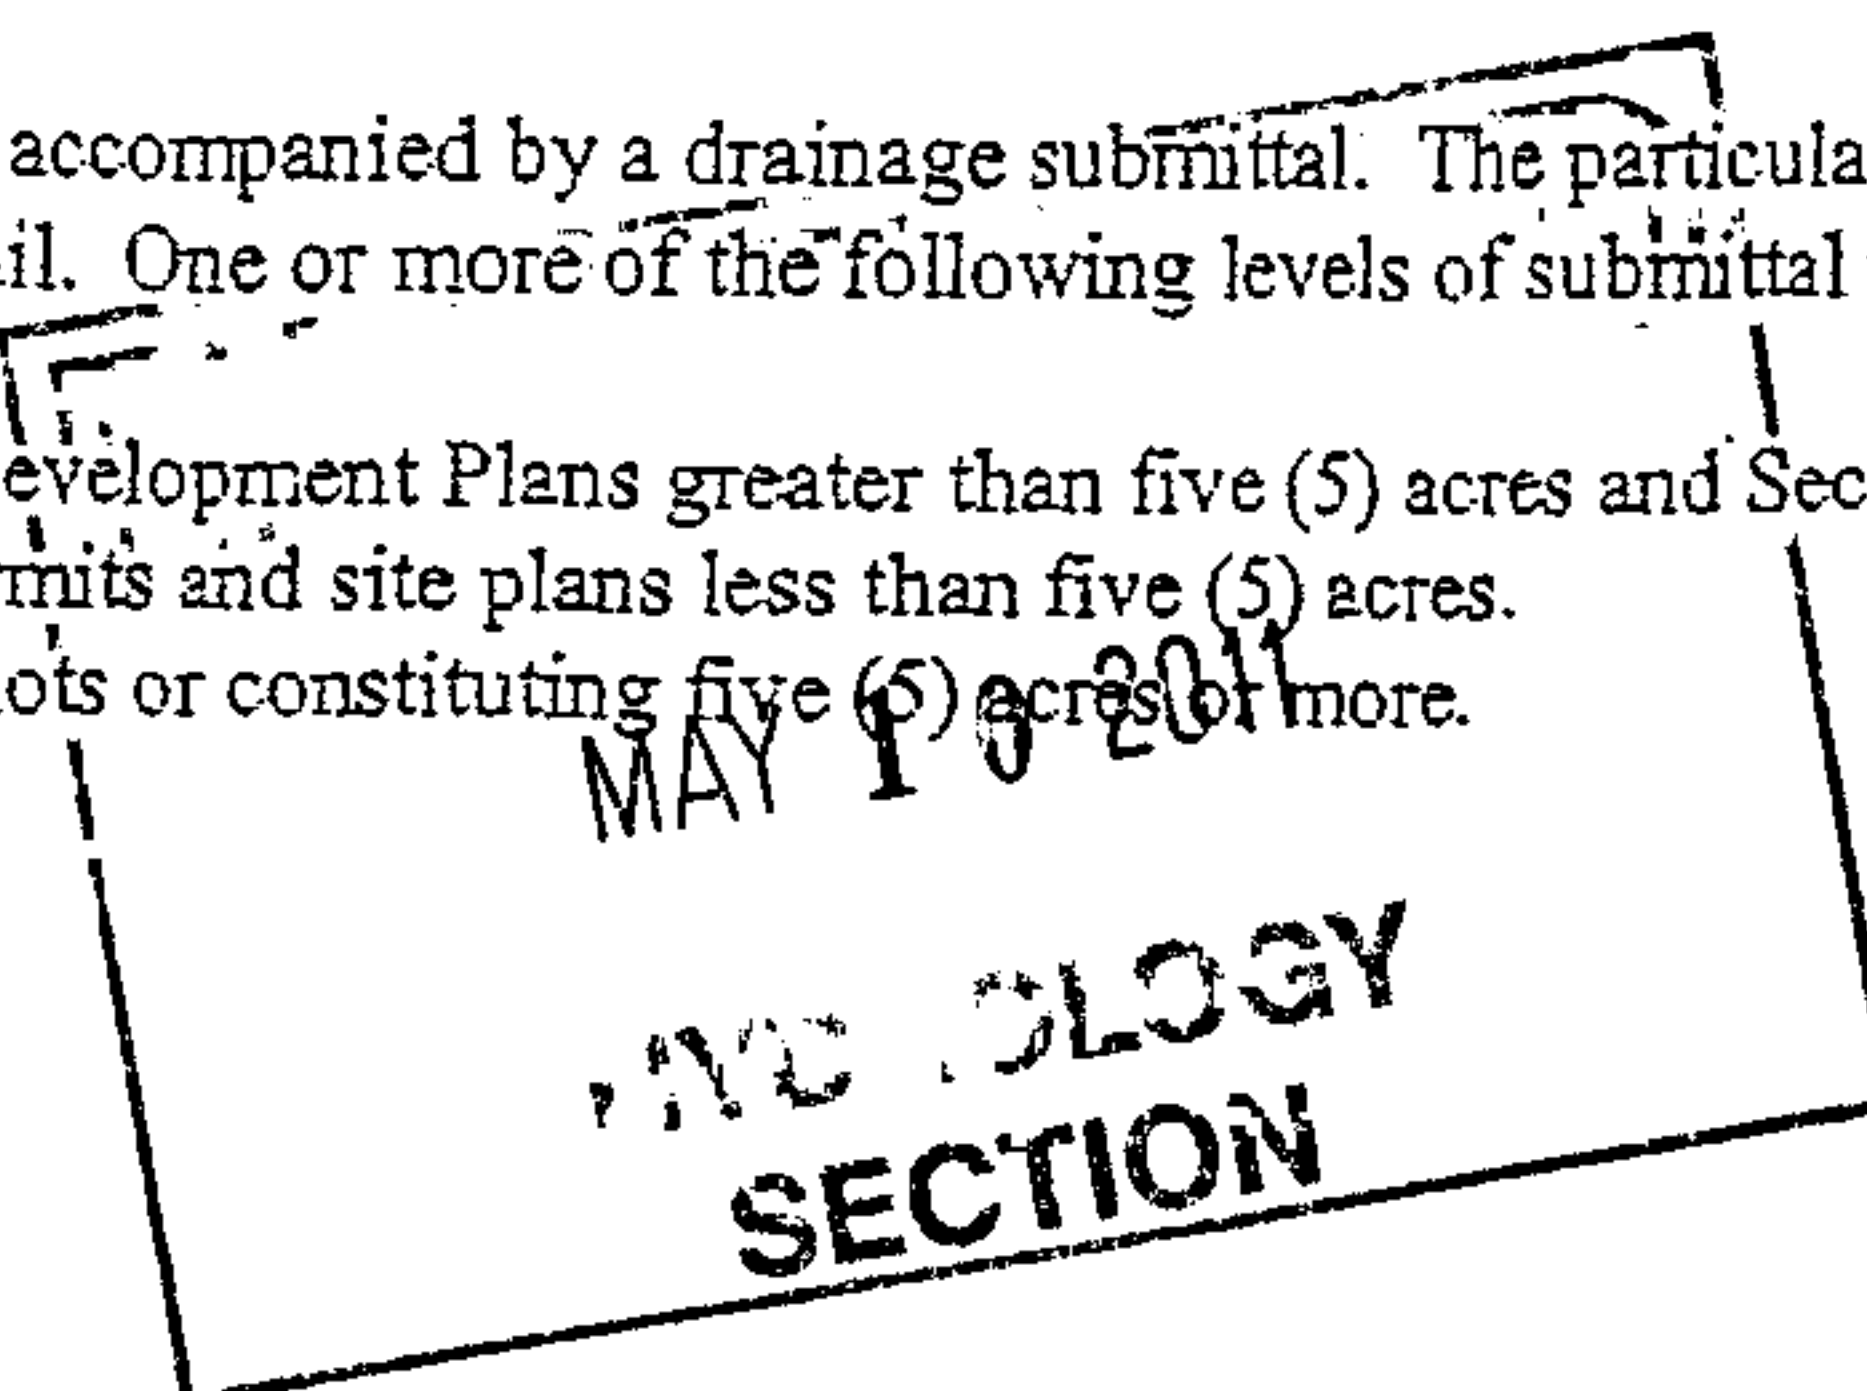 accompanied by a drainage submittal. The particula
il. One or more of the following levels of submittal
evelopment Plans greater than five (5) acres and Sec
mits and site plans less than five (5) acres.
ots or constituting five (5) acres or more.
MAY 10 2011
SECTION